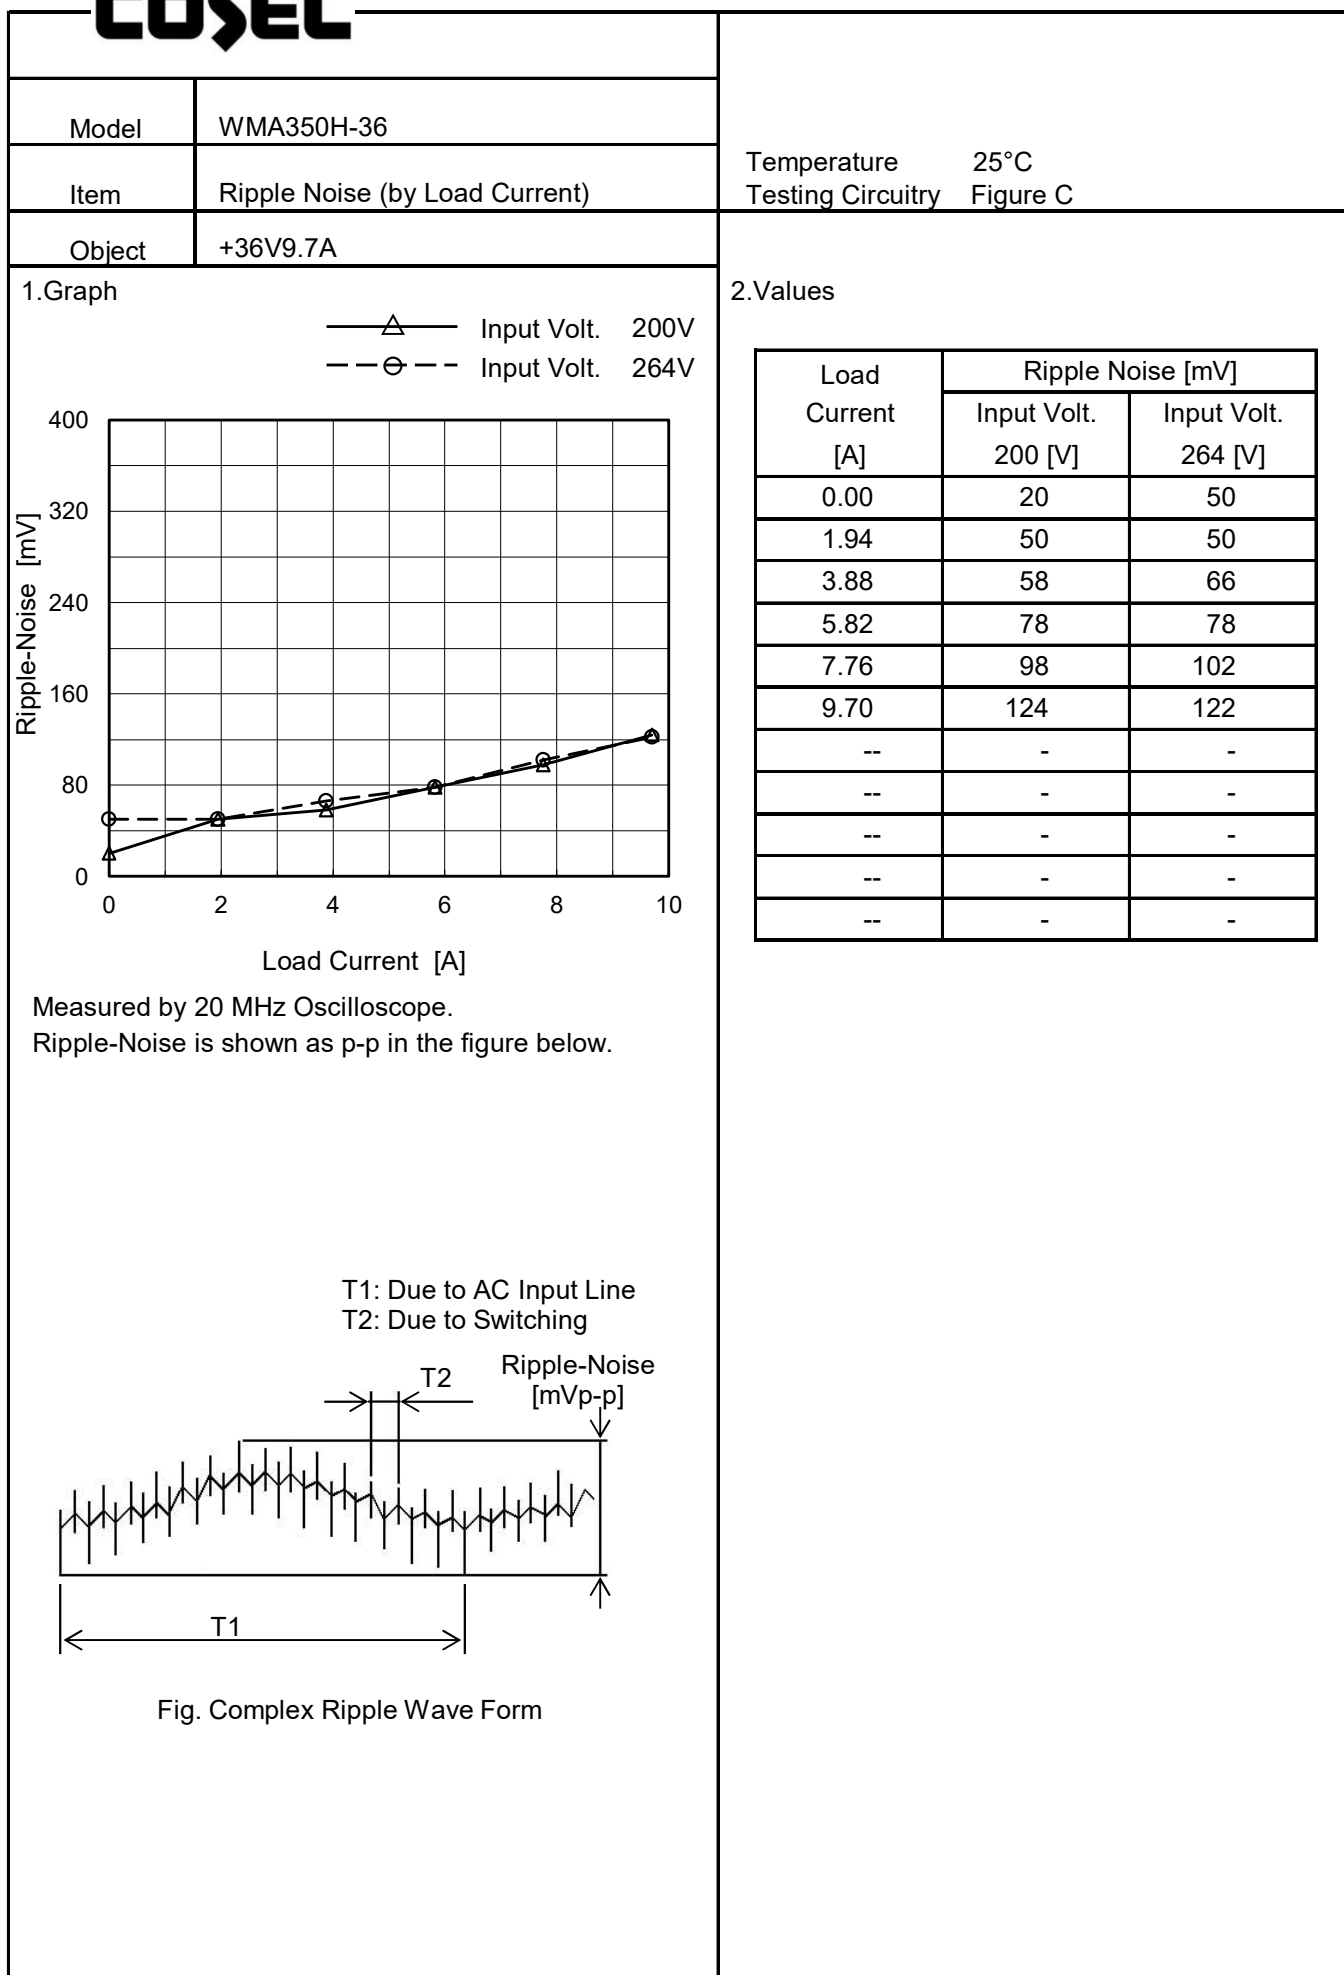 COSEL
Model WMA350H-36
Item Ripple Noise (by Load Current)
Object +36V9.7A
Temperature 25°C
Testing Circuitry Figure C
1.Graph
Input Volt. 200V
Input Volt. 264V
400
320
240
160
80
0
0 2 4 6 8 10
Ripple-Noise [mV]
Load Current [A]
Measured by 20 MHz Oscilloscope.
Ripple-Noise is shown as p-p in the figure below.
T1: Due to AC Input Line
T2: Due to Switching
T2
Ripple-Noise
[mVp-p]
T1
Fig. Complex Ripple Wave Form
2.Values
Load Ripple Noise [mV]
Current Input Volt. Input Volt.
[A] 200 [V] 264 [V]
0.00 20 50
1.94 50 50
3.88 58 66
5.82 78 78
7.76 98 102
9.70 124 122
-- - -
-- - -
-- - -
-- - -
-- - -